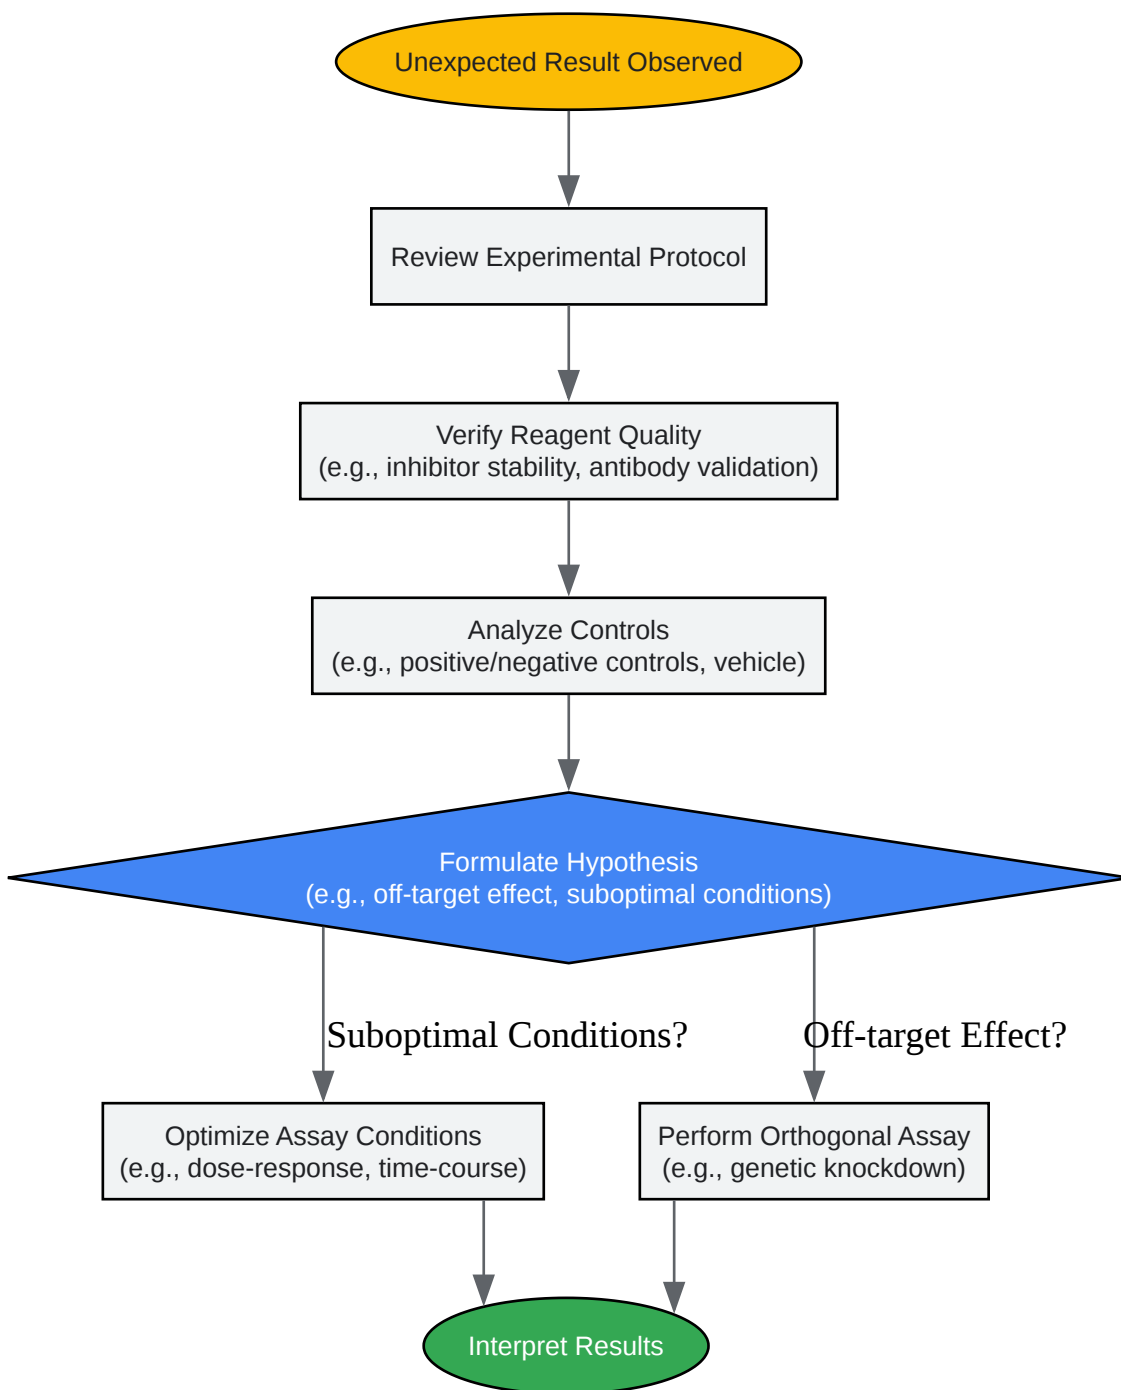 Unexpected Result Observed
Review Experimental Protocol
Verify Reagent Quality
(e.g., inhibitor stability, antibody validation)
Analyze Controls
(e.g., positive/negative controls, vehicle)
Formulate Hypothesis
(e.g., off-target effect, suboptimal conditions)
Suboptimal Conditions?
Off-target Effect?
Optimize Assay Conditions
(e.g., dose-response, time-course)
Perform Orthogonal Assay
(e.g., genetic knockdown)
Interpret Results